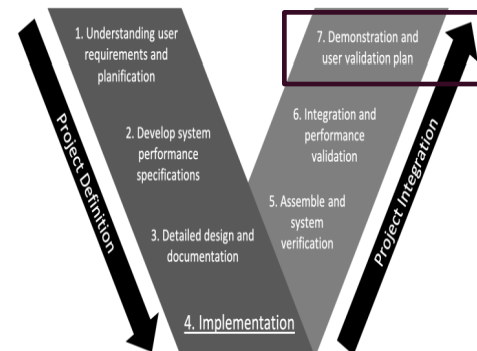 1. Understanding user
requirements and
planification
2. Develop system
performance
specifications
3. Detailed design and
documentation
4. Implementation
5. Assemble and
system
verification
6. Integration and
performance
validation
7. Demonstration and
user validation plan
Project Definition
Project Integration